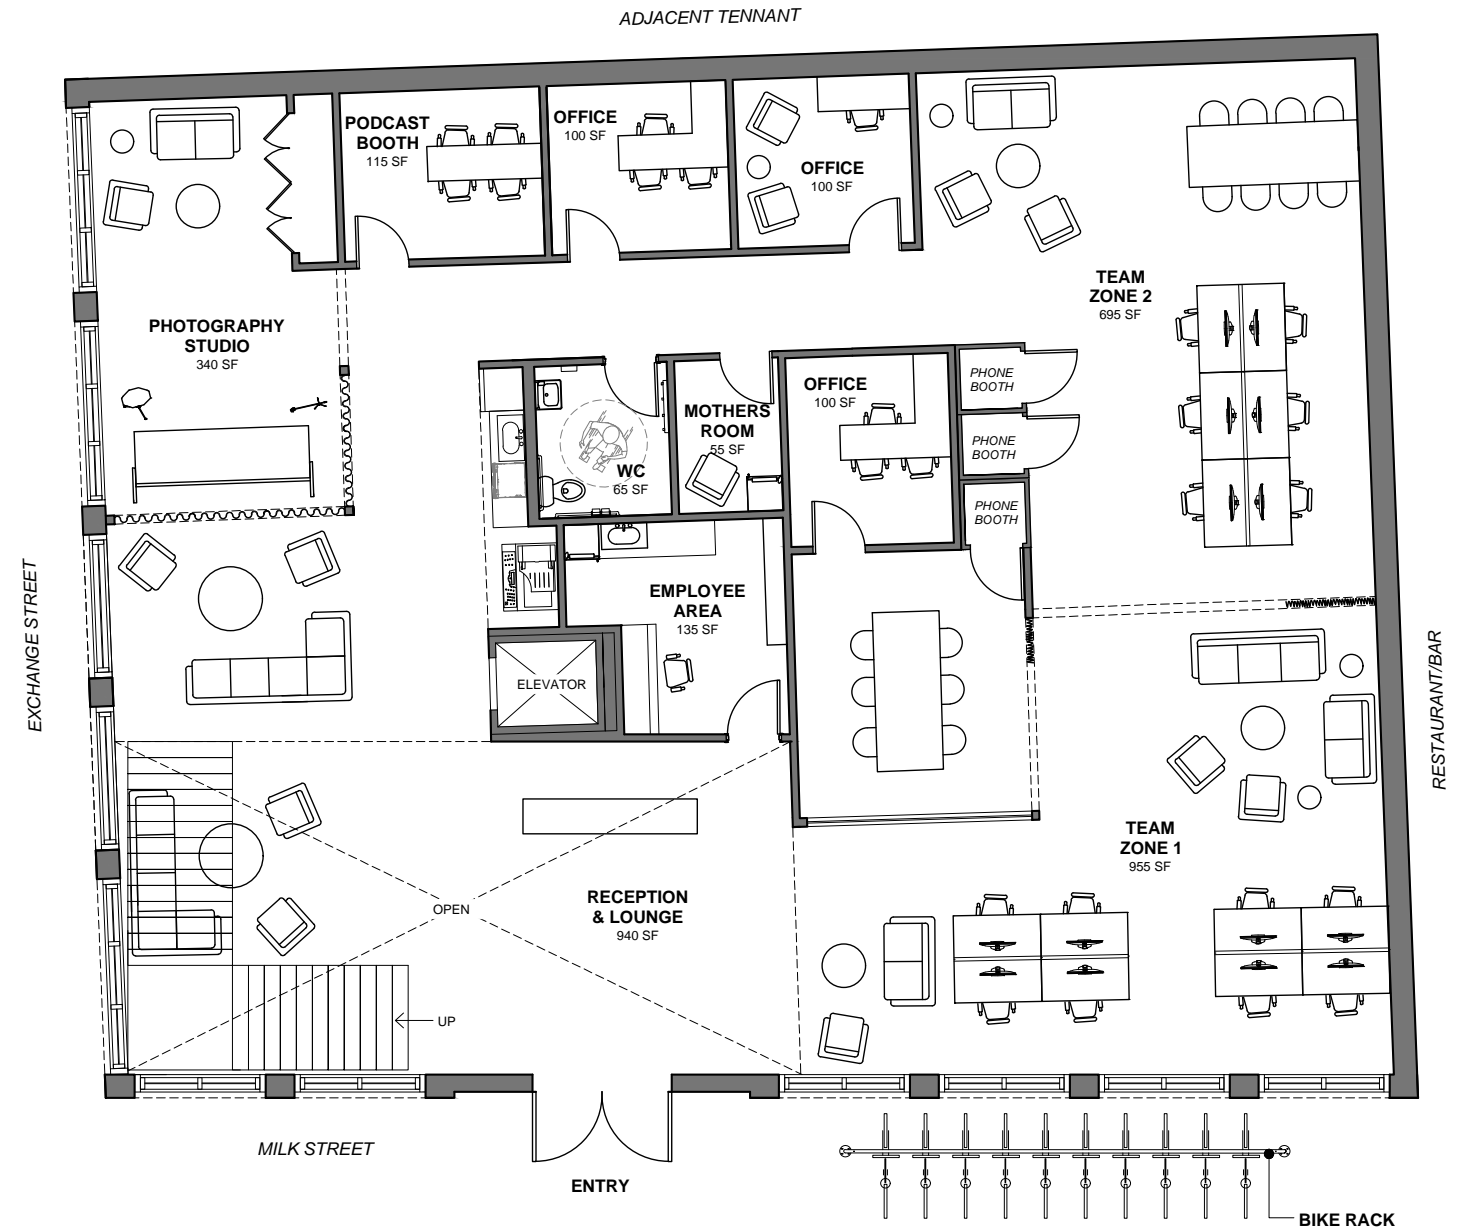 ADJACENT TENNANT
PODCAST
BOOTH
115 SF
OFFICE
100 SF
OFFICE
100 SF
TEAM
ZONE 2
695 SF
PHOTOGRAPHY
STUDIO
340 SF
OFFICE
100 SF
PHONE
BOOTH
MOTHERS
ROOM
55 SF
PHONE
BOOTH
WC
65 SF
PHONE
BOOTH
EXCHANGE STREET
EMPLOYEE
AREA
135 SF
ELEVATOR
RESTAURANT/BAR
TEAM
ZONE 1
955 SF
RECEPTION
& LOUNGE
940 SF
OPEN
UP
MILK STREET
ENTRY
BIKE RACK